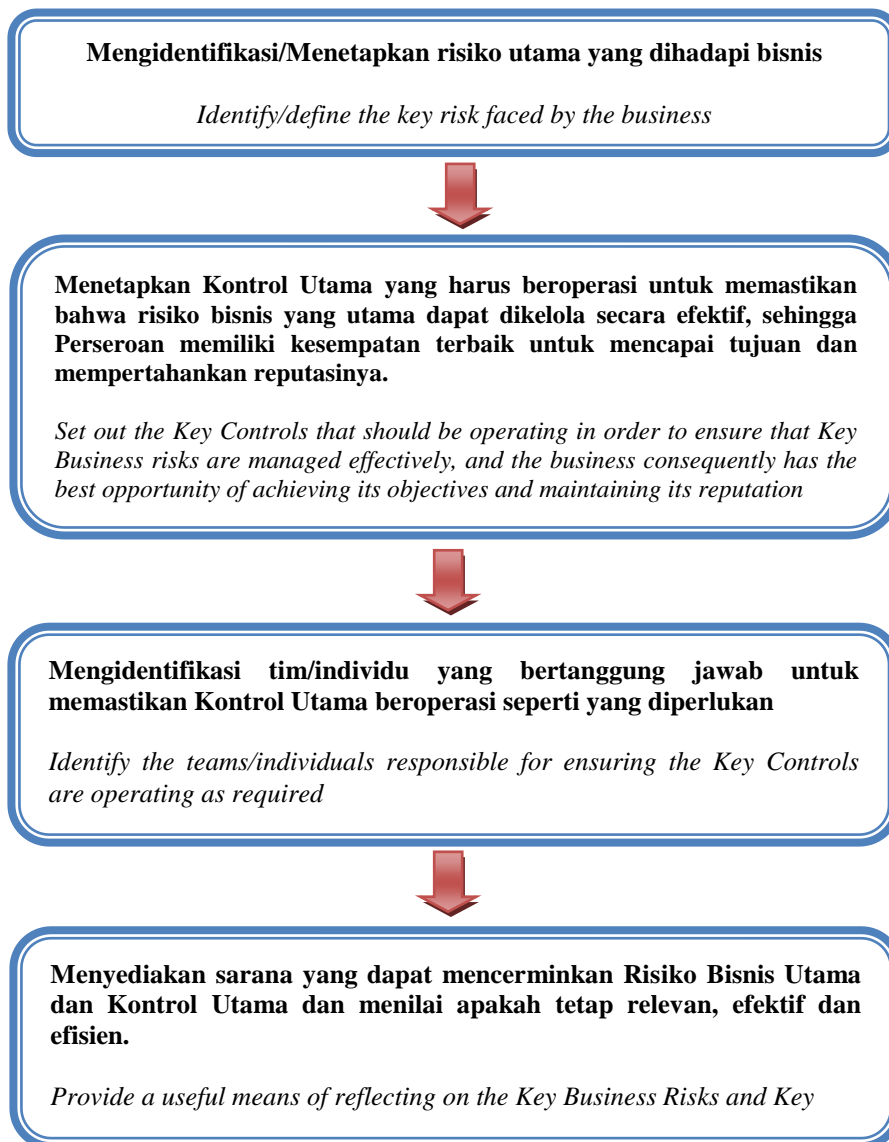 Mengidentifikasi/Menetapkan risiko utama yang dihadapi bisnis
Identify/define the key risk faced by the business
Menetapkan Kontrol Utama yang harus beroperasi untuk memastikan
bahwa risiko bisnis yang utama dapat dikelola secara efektif, sehingga
Perseroan memiliki kesempatan terbaik untuk mencapai tujuan dan
mempertahankan reputasinya.
Set out the Key Controls that should be operating in order to ensure that Key
Business risks are managed effectively, and the business consequently has the
best opportunity of achieving its objectives and maintaining its reputation
Mengidentifikasi tim/individu yang bertanggung jawab untuk
memastikan Kontrol Utama beroperasi seperti yang diperlukan
Identify the teams/individuals responsible for ensuring the Key Controls
are operating as required
Menyediakan sarana yang dapat mencerminkan Risiko Bisnis Utama
dan Kontrol Utama dan menilai apakah tetap relevan, efektif dan
efisien.
Provide a useful means of reflecting on the Key Business Risks and Key